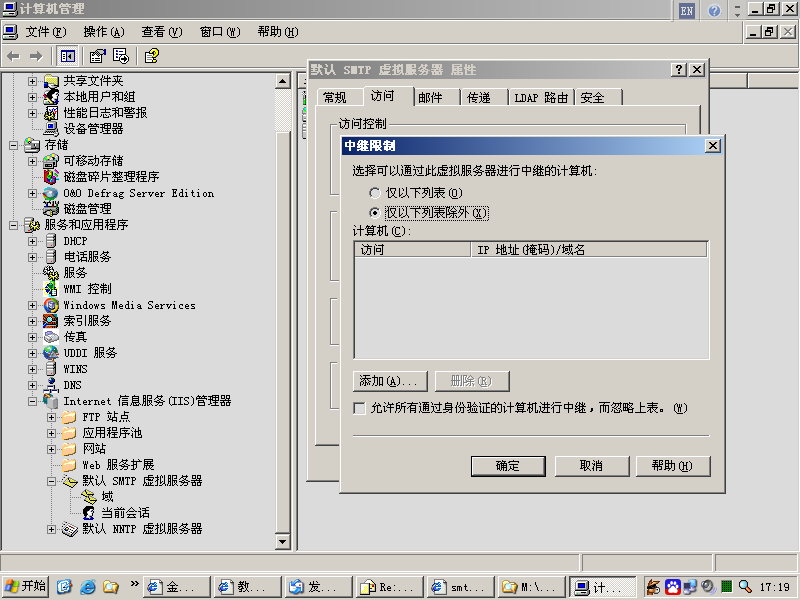 计算机管理
EN
文件(F) 操作(A) 查看(V) 窗口(W) 帮助(H)
共享文件夹
本地用户和组
性能日志和警报
设备管理器
存储
可移动存储
磁盘碎片整理程序
O&O Defrag Server Edition
磁盘管理
服务和应用程序
DHCP
电话服务
服务
WMI 控制
Windows Media Services
索引服务
传真
UDDI 服务
WINS
DNS
Internet 信息服务(IIS)管理器
FTP 站点
应用程序池
网站
Web 服务扩展
默认 SMTP 虚拟服务器
域
当前会话
默认 NNTP 虚拟服务器
默认 SMTP 虚拟服务器 属性
常规 访问 邮件 传递 LDAP 路由 安全
访问控制
中继限制
选择可以通过此虚拟服务器进行中继的计算机:
仅以下列表(O)
仅以下列表除外(X)
计算机(C):
访问 IP 地址(掩码)/域名
添加(A)... 删除(R)
允许所有通过身份验证的计算机进行中继，而忽略上表。(W)
确定 取消 帮助(H)
开始 » 金... 教... 发... Re:... smt... M:\... 计... 17:19